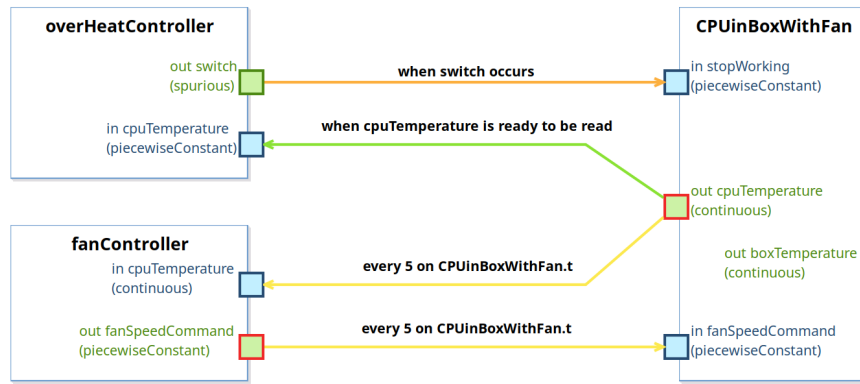 overHeatController
out switch
(spurious)
in cpuTemperature
(piecewiseConstant)
when switch occurs
when cpuTemperature is ready to be read
CPUinBoxWithFan
in stopWorking
(piecewiseConstant)
out cpuTemperature
(continuous)
out boxTemperature
(continuous)
in fanSpeedCommand
(piecewiseConstant)
fanController
in cpuTemperature
(continuous)
out fanSpeedCommand
(piecewiseConstant)
every 5 on CPUinBoxWithFan.t
every 5 on CPUinBoxWithFan.t